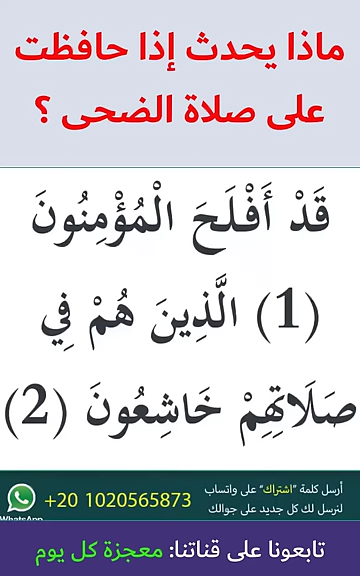 ماذا يحدث إذا حافظت
على صلاة الضحى ؟
قَدْ أَفْلَحَ الْمُؤْمِنُونَ
(1) الَّذِينَ هُمْ فِي
صَلَاتِهِمْ خَاشِعُونَ (2)
أرسل كلمة "اشتراك" على واتساب
لنرسل لك كل جديد على جوالك
+20 1020565873
WhatsApp
تابعونا على قناتنا: معجزة كل يوم